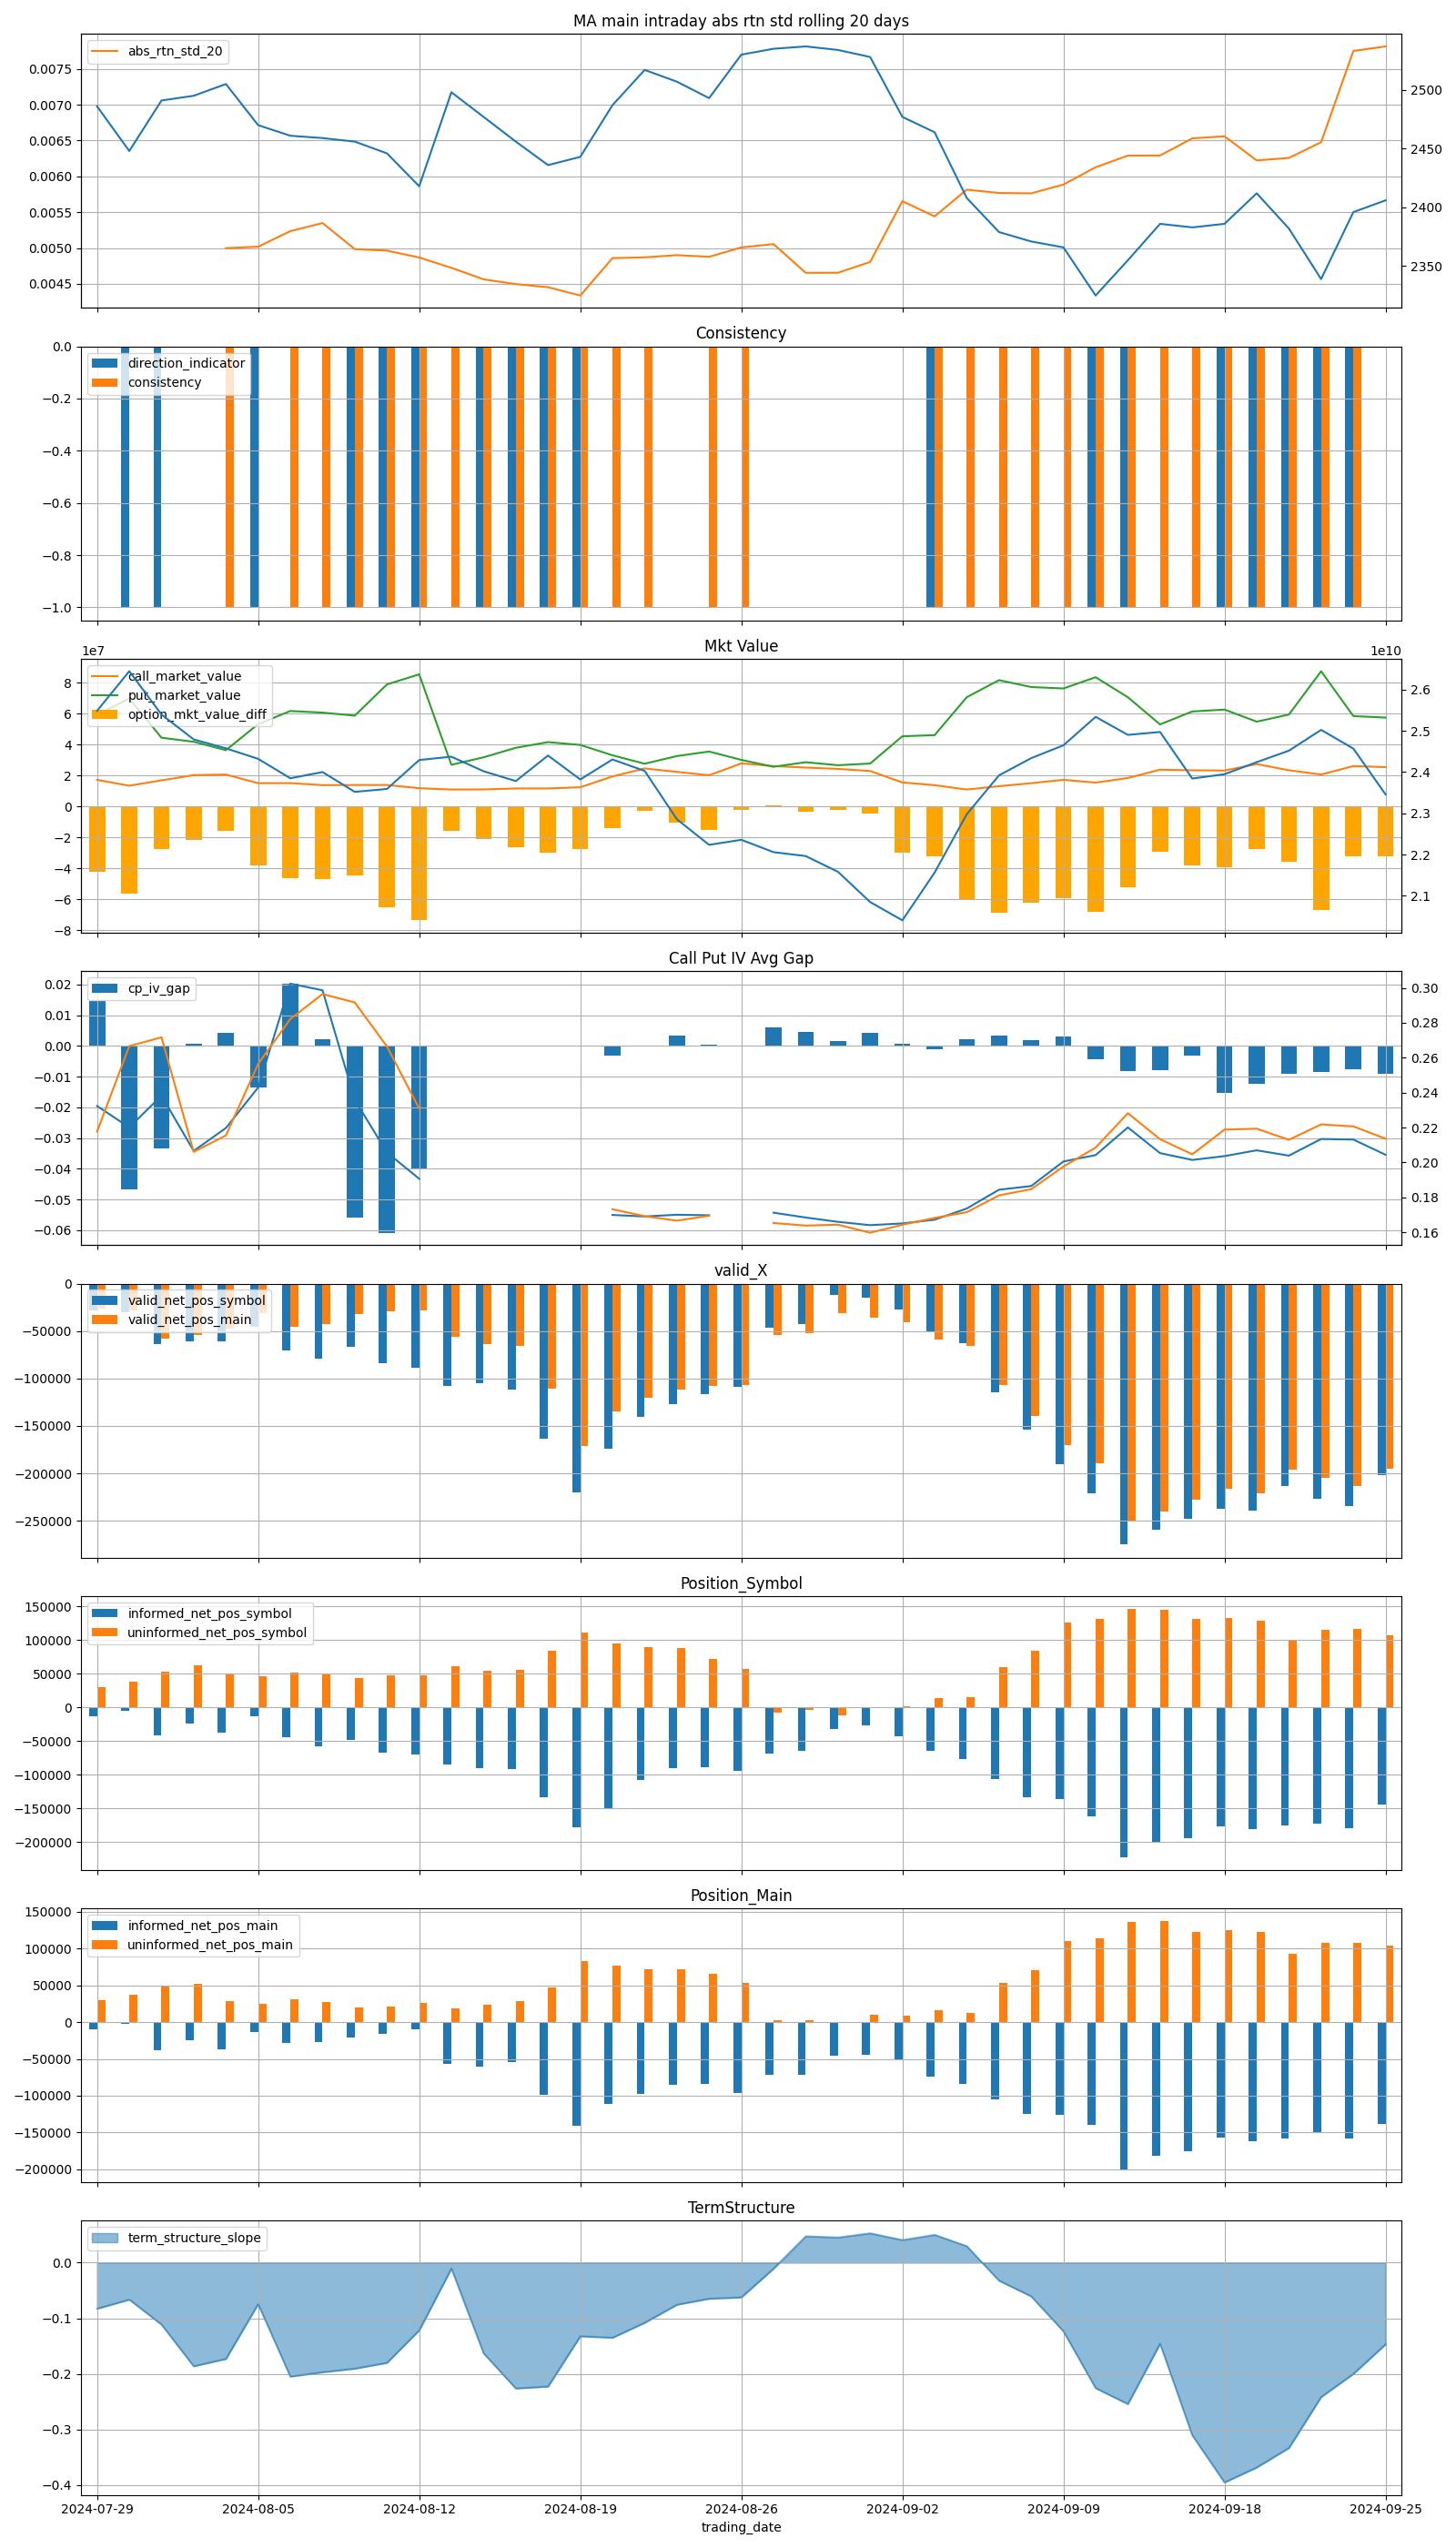 MA main intraday abs rtn std rolling 20 days
abs_rtn_std_20
0.0075
0.0070
0.0065
0.0060
0.0055
0.0050
0.0045
2500
2450
2400
2350
Consistency
direction_indicator
consistency
0.0
−0.2
−0.4
−0.6
−0.8
−1.0
Mkt Value
1e7
1e10
call_market_value
put_market_value
option_mkt_value_diff
8
6
4
2
0
−2
−4
−6
−8
2.6
2.5
2.4
2.3
2.2
2.1
Call Put IV Avg Gap
cp_iv_gap
0.02
0.01
0.00
−0.01
−0.02
−0.03
−0.04
−0.05
−0.06
0.30
0.28
0.26
0.24
0.22
0.20
0.18
0.16
valid_X
valid_net_pos_symbol
valid_net_pos_main
0
−50000
−100000
−150000
−200000
−250000
Position_Symbol
informed_net_pos_symbol
uninformed_net_pos_symbol
150000
100000
50000
0
−50000
−100000
−150000
−200000
Position_Main
informed_net_pos_main
uninformed_net_pos_main
150000
100000
50000
0
−50000
−100000
−150000
−200000
TermStructure
term_structure_slope
0.0
−0.1
−0.2
−0.3
−0.4
2024-07-29 2024-08-05 2024-08-12 2024-08-19 2024-08-26 2024-09-02 2024-09-09 2024-09-18 2024-09-25
trading_date